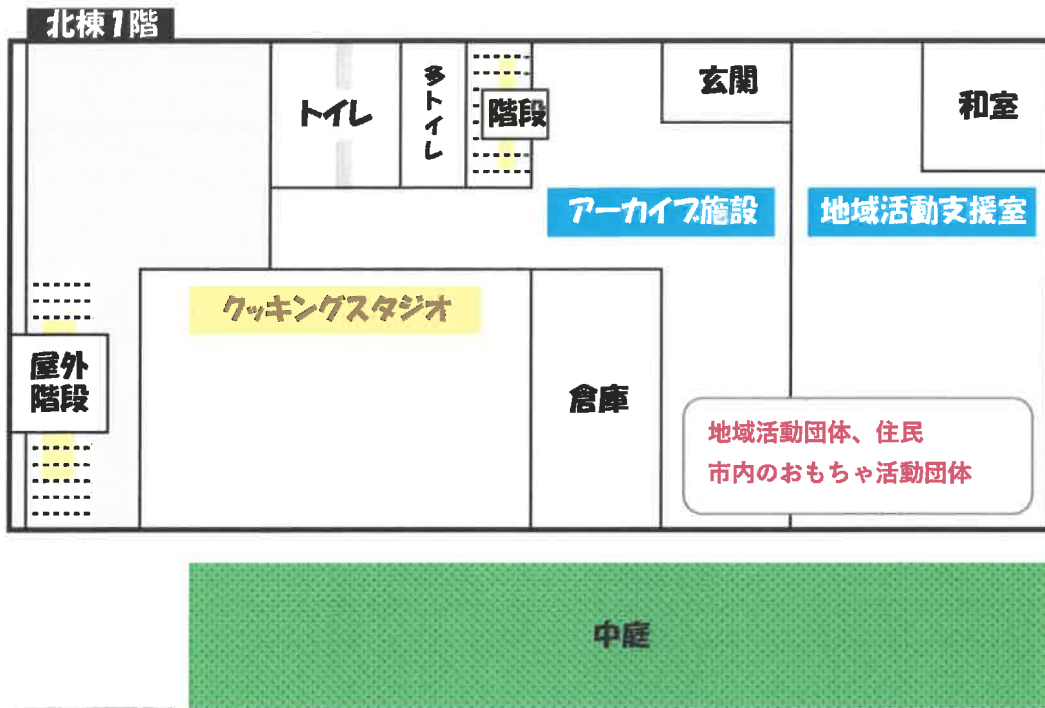 北棟1階
トイレ
多トイレ
階段
玄関
和室
アーカイブ施設
地域活動支援室
クッキングスタジオ
屋外
階段
倉庫
地域活動団体、住民
市内のおもちゃ活動団体
中庭